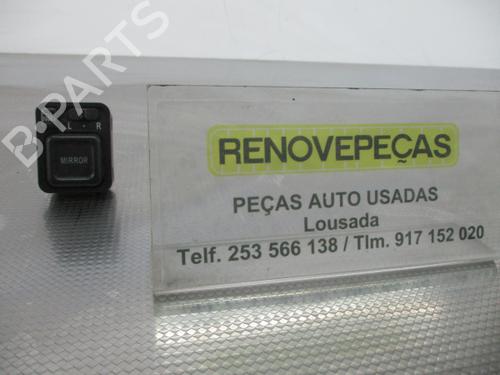 B-PARTS
L • R
MIRROR
RENOVEPEÇAS
PEÇAS AUTO USADAS
Lousada
Telf. 253 566 138 / Tlm. 917 152 020